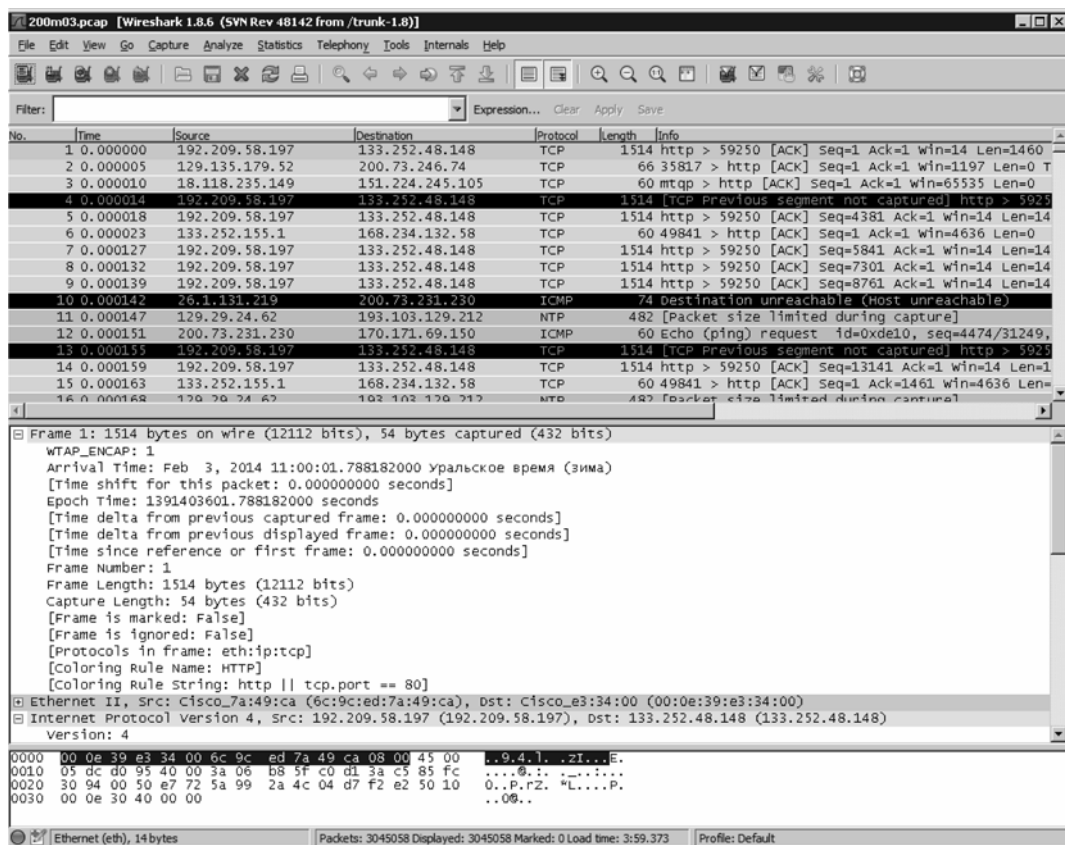 200m03.pcap [Wireshark 1.8.6 (SVN Rev 48142 from /trunk-1.8)]
File Edit View Go Capture Analyze Statistics Telephony Tools Internals Help
Filter: Expression... Clear Apply Save
No. Time Source Destination Protocol Length Info
1 0.000000 192.209.58.197 133.252.48.148 TCP 1514 http > 59250 [ACK] Seq=1 Ack=1 Win=14 Len=1460
2 0.000005 129.135.179.52 200.73.246.74 TCP 66 35817 > http [ACK] Seq=1 Ack=1 Win=1197 Len=0 T
3 0.000010 18.118.235.149 151.224.245.105 TCP 60 mtqp > http [ACK] Seq=1 Ack=1 Win=65535 Len=0
4 0.000014 192.209.58.197 133.252.48.148 TCP 1514 [TCP Previous segment not captured] http > 5925
5 0.000018 192.209.58.197 133.252.48.148 TCP 1514 http > 59250 [ACK] Seq=4381 Ack=1 Win=14 Len=14
6 0.000023 133.252.155.1 168.234.132.58 TCP 60 49841 > http [ACK] Seq=1 Ack=1 Win=4636 Len=0
7 0.000127 192.209.58.197 133.252.48.148 TCP 1514 http > 59250 [ACK] Seq=5841 Ack=1 Win=14 Len=14
8 0.000132 192.209.58.197 133.252.48.148 TCP 1514 http > 59250 [ACK] Seq=7301 Ack=1 Win=14 Len=14
9 0.000139 192.209.58.197 133.252.48.148 TCP 1514 http > 59250 [ACK] Seq=8761 Ack=1 Win=14 Len=14
10 0.000142 26.1.131.219 200.73.231.230 ICMP 74 Destination unreachable (Host unreachable)
11 0.000147 129.29.24.62 193.103.129.212 NTP 482 [Packet size limited during capture]
12 0.000151 200.73.231.230 170.171.69.150 ICMP 60 Echo (ping) request id=0xde10, seq=4474/31249,
13 0.000155 192.209.58.197 133.252.48.148 TCP 1514 [TCP Previous segment not captured] http > 5925
14 0.000159 192.209.58.197 133.252.48.148 TCP 1514 http > 59250 [ACK] Seq=13141 Ack=1 Win=14 Len=1
15 0.000163 133.252.155.1 168.234.132.58 TCP 60 49841 > http [ACK] Seq=1 Ack=1461 Win=4636 Len=
16 0.000168 129.29.24.62 193.103.129.212 NTP 482 [Packet size limited during capture]
Frame 1: 1514 bytes on wire (12112 bits), 54 bytes captured (432 bits)
WTAP_ENCAP: 1
Arrival Time: Feb 3, 2014 11:00:01.788182000 Уральское время (зима)
[Time shift for this packet: 0.000000000 seconds]
Epoch Time: 1391403601.788182000 seconds
[Time delta from previous captured frame: 0.000000000 seconds]
[Time delta from previous displayed frame: 0.000000000 seconds]
[Time since reference or first frame: 0.000000000 seconds]
Frame Number: 1
Frame Length: 1514 bytes (12112 bits)
Capture Length: 54 bytes (432 bits)
[Frame is marked: False]
[Frame is ignored: False]
[Protocols in frame: eth:ip:tcp]
[Coloring Rule Name: HTTP]
[Coloring Rule String: http || tcp.port == 80]
Ethernet II, Src: Cisco_7a:49:ca (6c:9c:ed:7a:49:ca), Dst: Cisco_e3:34:00 (00:0e:39:e3:34:00)
Internet Protocol Version 4, Src: 192.209.58.197 (192.209.58.197), Dst: 133.252.48.148 (133.252.48.148)
Version: 4
0000 00 0e 39 e3 34 00 6c 9c ed 7a 49 ca 08 00 45 00 ..9.4.l. .zI...E.
0010 05 dc d0 95 40 00 3a 06 b8 5f c0 d1 3a c5 85 fc ....@.:. ._..:...
0020 30 94 00 50 e7 72 5a 99 2a 4c 04 d7 f2 e2 50 10 0..P.rZ. *L....P.
0030 00 0e 30 40 00 00 ..0@..
Ethernet (eth), 14 bytes Packets: 3045058 Displayed: 3045058 Marked: 0 Load time: 3:59.373 Profile: Default